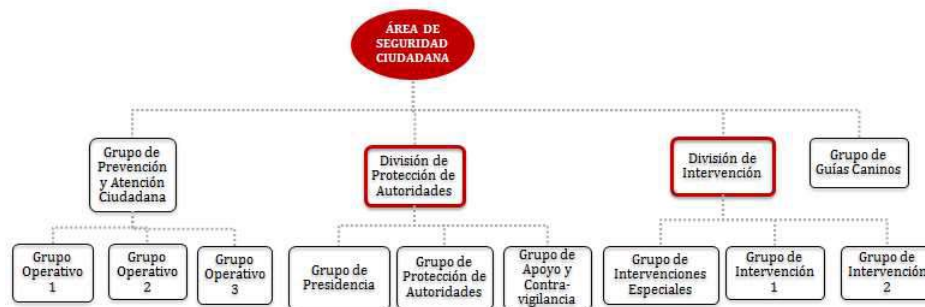 ÁREA DE
SEGURIDAD
CIUDADANA
Grupo de
Prevención
y Atención
Ciudadana
División de
Protección de
Autoridades
División de
Intervención
Grupo de
Guías Caninos
Grupo
Operativo
1
Grupo
Operativo
2
Grupo
Operativo
3
Grupo de
Presidencia
Grupo de
Protección de
Autoridades
Grupo de
Apoyo y
Contra-
vigilancia
Grupo de
Intervenciones
Especiales
Grupo de
Intervención
1
Grupo de
Intervención
2